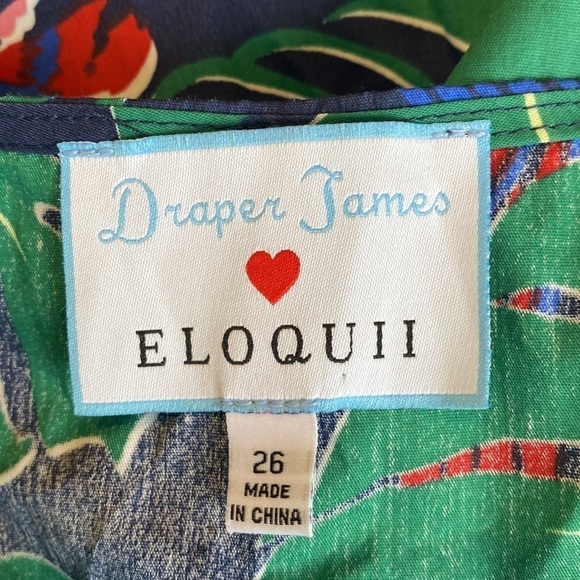 Draper James
ELOQUII
26
MADE
IN CHINA